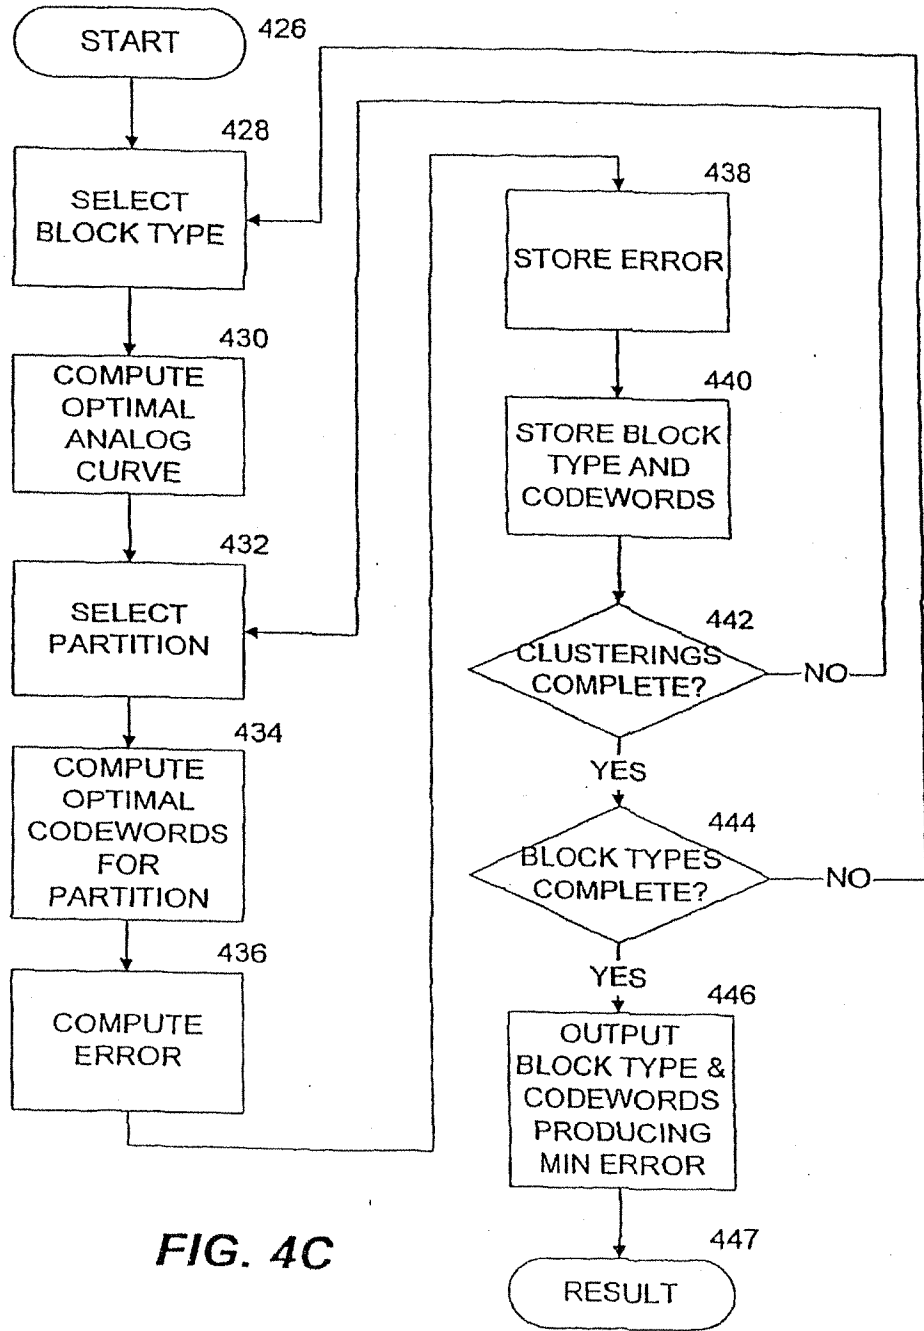 START
426
428
SELECT
BLOCK TYPE
430
COMPUTE
OPTIMAL
ANALOG
CURVE
432
SELECT
PARTITION
434
COMPUTE
OPTIMAL
CODEWORDS
FOR
PARTITION
436
COMPUTE
ERROR
438
STORE ERROR
440
STORE BLOCK
TYPE AND
CODEWORDS
442
CLUSTERINGS
COMPLETE?
NO
YES
444
BLOCK TYPES
COMPLETE?
NO
YES
446
OUTPUT
BLOCK TYPE &
CODEWORDS
PRODUCING
MIN ERROR
447
RESULT
FIG. 4C